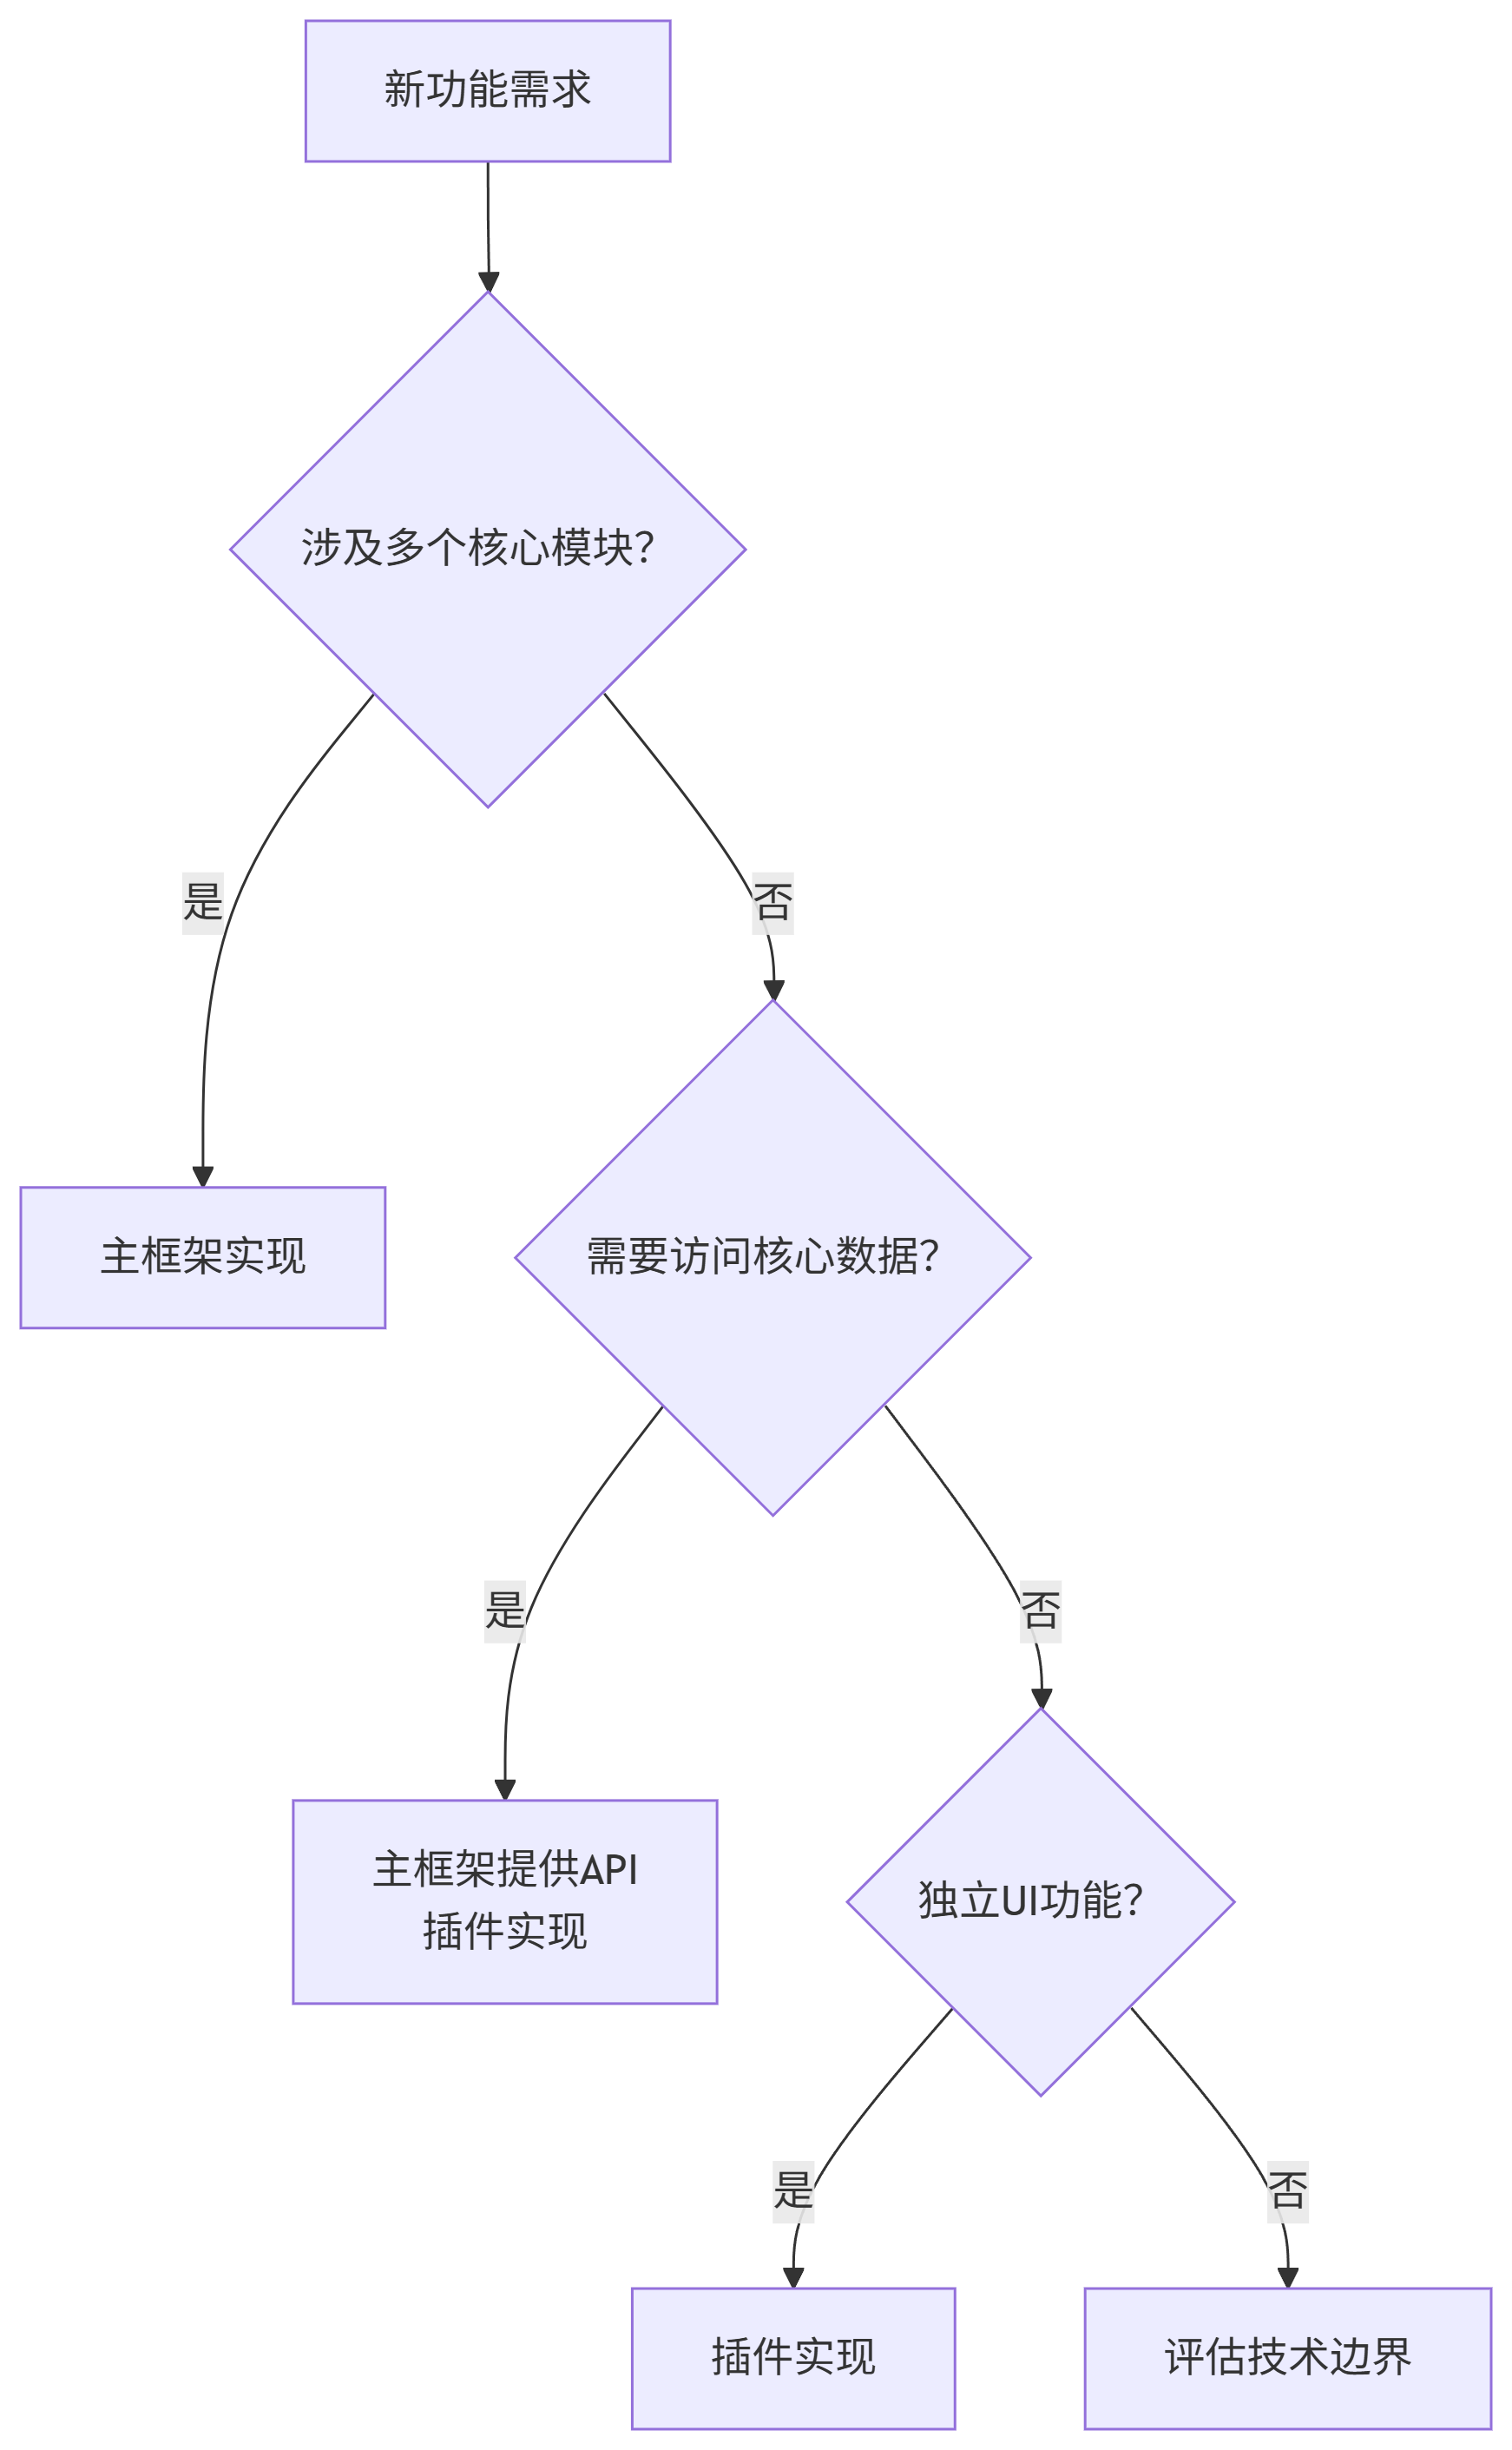 新功能需求
涉及多个核心模块?
是
否
主框架实现
需要访问核心数据?
是
否
主框架提供API
插件实现
独立UI功能?
是
否
插件实现
评估技术边界